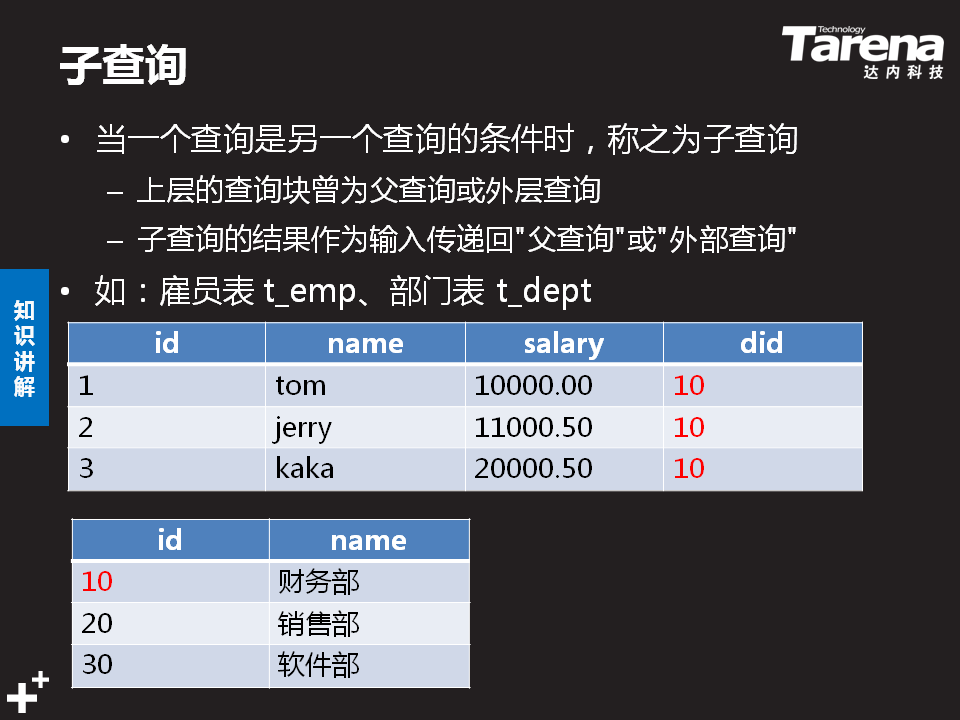 子查询
Technology
Tarena
达内科技
• 当一个查询是另一个查询的条件时，称之为子查询
– 上层的查询块曾为父查询或外层查询
– 子查询的结果作为输入传递回"父查询"或"外部查询"
• 如：雇员表 t_emp、部门表 t_dept
知识讲解
id name salary did
1 tom 10000.00 10
2 jerry 11000.50 10
3 kaka 20000.50 10
id name
10 财务部
20 销售部
30 软件部